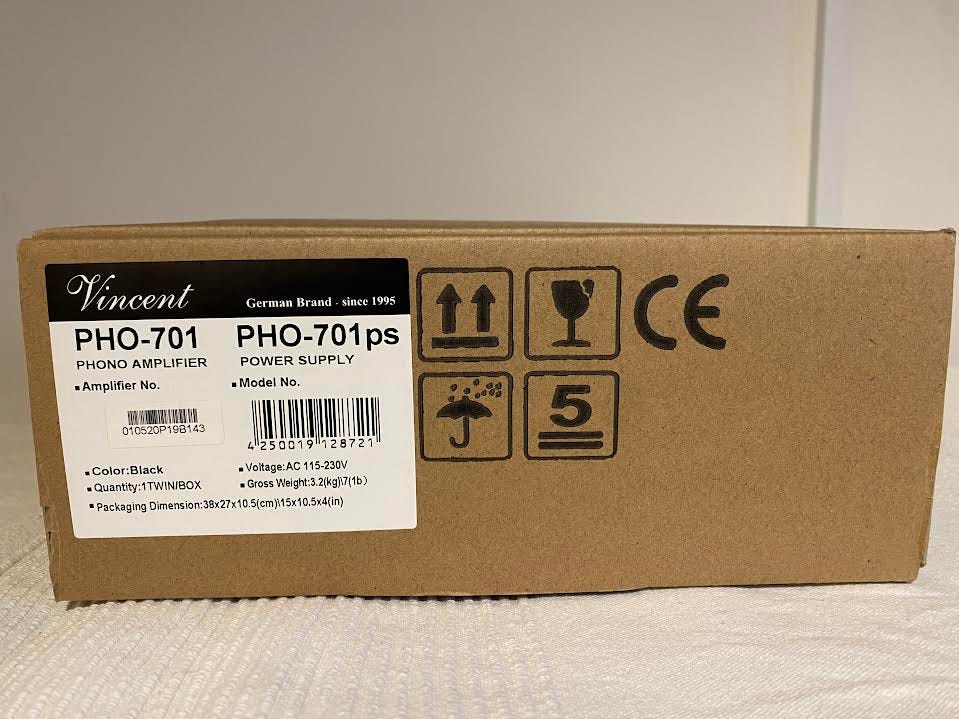 Vincent
German Brand - since 1995
PHO-701
PHONO AMPLIFIER
▪Amplifier No.
010520P19B143
PHO-701ps
POWER SUPPLY
▪Model No.
4 250019 128721
▪Color:Black
▪Quantity:1TWIN/BOX
▪Voltage:AC 115-230V
▪Gross Weight:3.2(kg)\7(1b)
▪Packaging Dimension:38x27x10.5(cm)\15x10.5x4(in)
CE
5